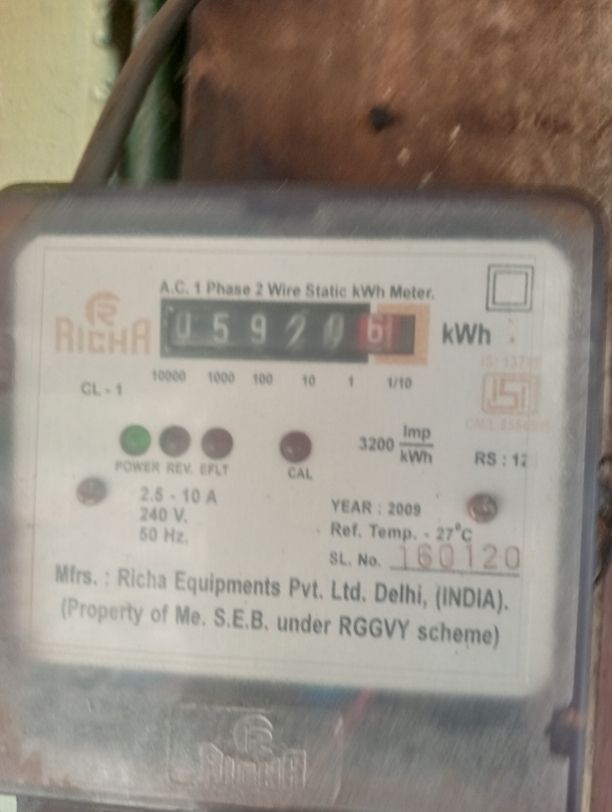 A.C. 1 Phase 2 Wire Static kWh Meter.
RICHA
05920 6 kWh
10000 1000 100 10 1 1/10
CL - 1
POWER REV. EFLT
CAL
3200 Imp/kWh
RS : 12
2.5 - 10 A
240 V.
50 Hz.
YEAR : 2009
Ref. Temp. - 27°C
SL. No. 160120
Mfrs. : Richa Equipments Pvt. Ltd. Delhi, (INDIA).
(Property of Me. S.E.B. under RGGVY scheme)
RICHA